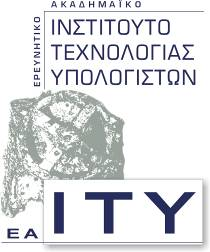 ΑΚΑΔΗΜΑΪΚΟ
ΕΡΕΥΝΗΤΙΚΟ
ΙΝΣΤΙΤΟΥΤΟ
ΤΕΧΝΟΛΟΓΙΑΣ
ΥΠΟΛΟΓΙΣΤΩΝ
ΕΑ
ΙΤΥ